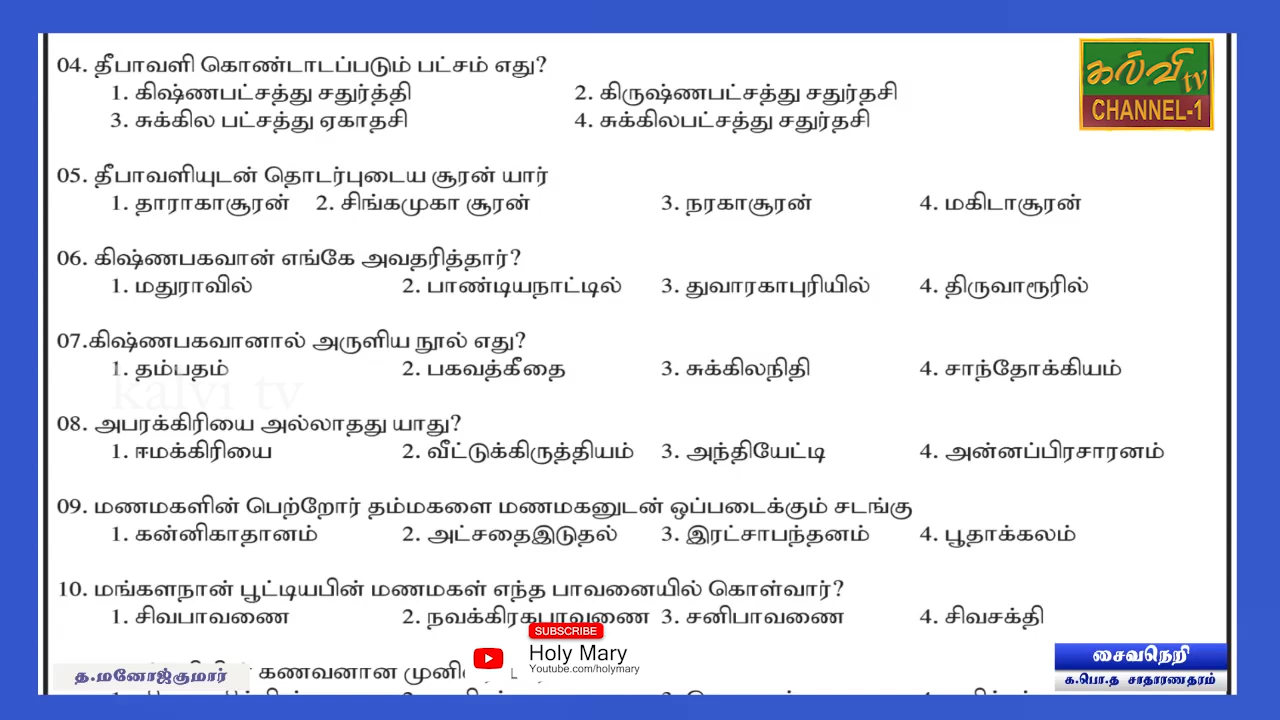 04. தீபாவளி கொண்டாடப்படும் பட்சம் எது?
1. கிஷ்ணபட்சத்து சதுர்த்தி 2. கிருஷ்ணபட்சத்து சதுர்தசி
3. சுக்கில பட்சத்து ஏகாதசி 4. சுக்கிலபட்சத்து சதுர்தசி
கல்வி tv
CHANNEL-1
05. தீபாவளியுடன் தொடர்புடைய சூரன் யார்
1. தாராகாசூரன் 2. சிங்கமுகா சூரன் 3. நரகாசூரன் 4. மகிடாசூரன்
06. கிஷ்ணபகவான் எங்கே அவதரித்தார்?
1. மதுராவில் 2. பாண்டியநாட்டில் 3. துவாரகாபுரியில் 4. திருவாரூரில்
07.கிஷ்ணபகவானால் அருளிய நூல் எது?
1. தம்பதம் 2. பகவத்கீதை 3. சுக்கிலநிதி 4. சாந்தோக்கியம்
kalvi tv
08. அபரக்கிரியை அல்லாதது யாது?
1. ஈமக்கிரியை 2. வீட்டுக்கிருத்தியம் 3. அந்தியேட்டி 4. அன்னப்பிரசாரனம்
09. மணமகளின் பெற்றோர் தம்மகளை மணமகனுடன் ஒப்படைக்கும் சடங்கு
1. கன்னிகாதானம் 2. அட்சதைஇடுதல் 3. இரட்சாபந்தனம் 4. பூதாக்கலம்
10. மங்களநான் பூட்டியபின் மணமகள் எந்த பாவனையில் கொள்வார்?
1. சிவபாவணை 2. நவக்கிரகபாவணை 3. சனிபாவணை 4. சிவசக்தி
SUBSCRIBE
Holy Mary
Youtube.com/holymary
கணவனான
த.மனோஜ்குமார்
சைவநெறி
க.பொ.த சாதாரணதரம்